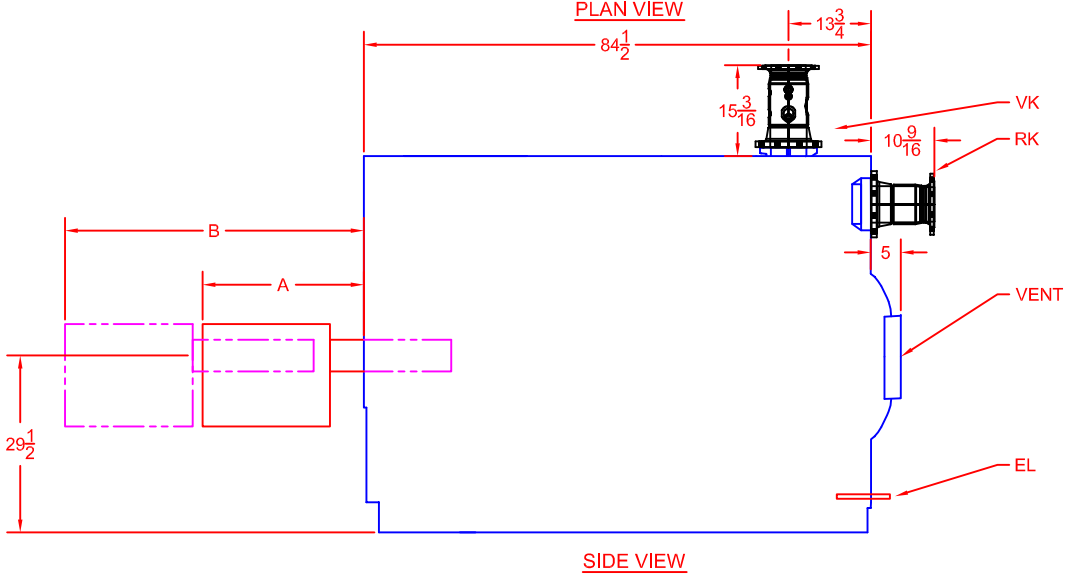 PLAN VIEW
13 3/4
84 1/2
15 3/16
VK
10 9/16
RK
B
5
A
VENT
29 1/2
EL
SIDE VIEW